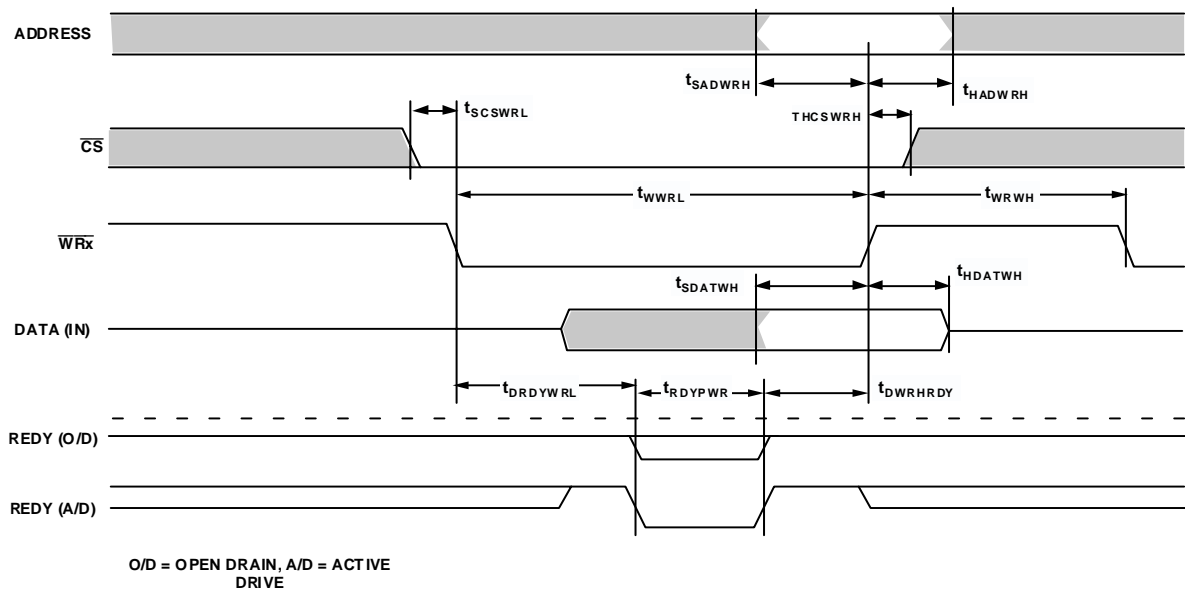 ADDRESS
tSADWRH
tHADWRH
tSCSWRL
THCSWRH
CS
tWWRL
tWRWH
WRx
tSDATWH
tHDATWH
DATA (IN)
tDRDYWRL
tRDYPWR
tDWRHRDY
REDY (O/D)
REDY (A/D)
O/D = OPEN DRAIN, A/D = ACTIVE
DRIVE